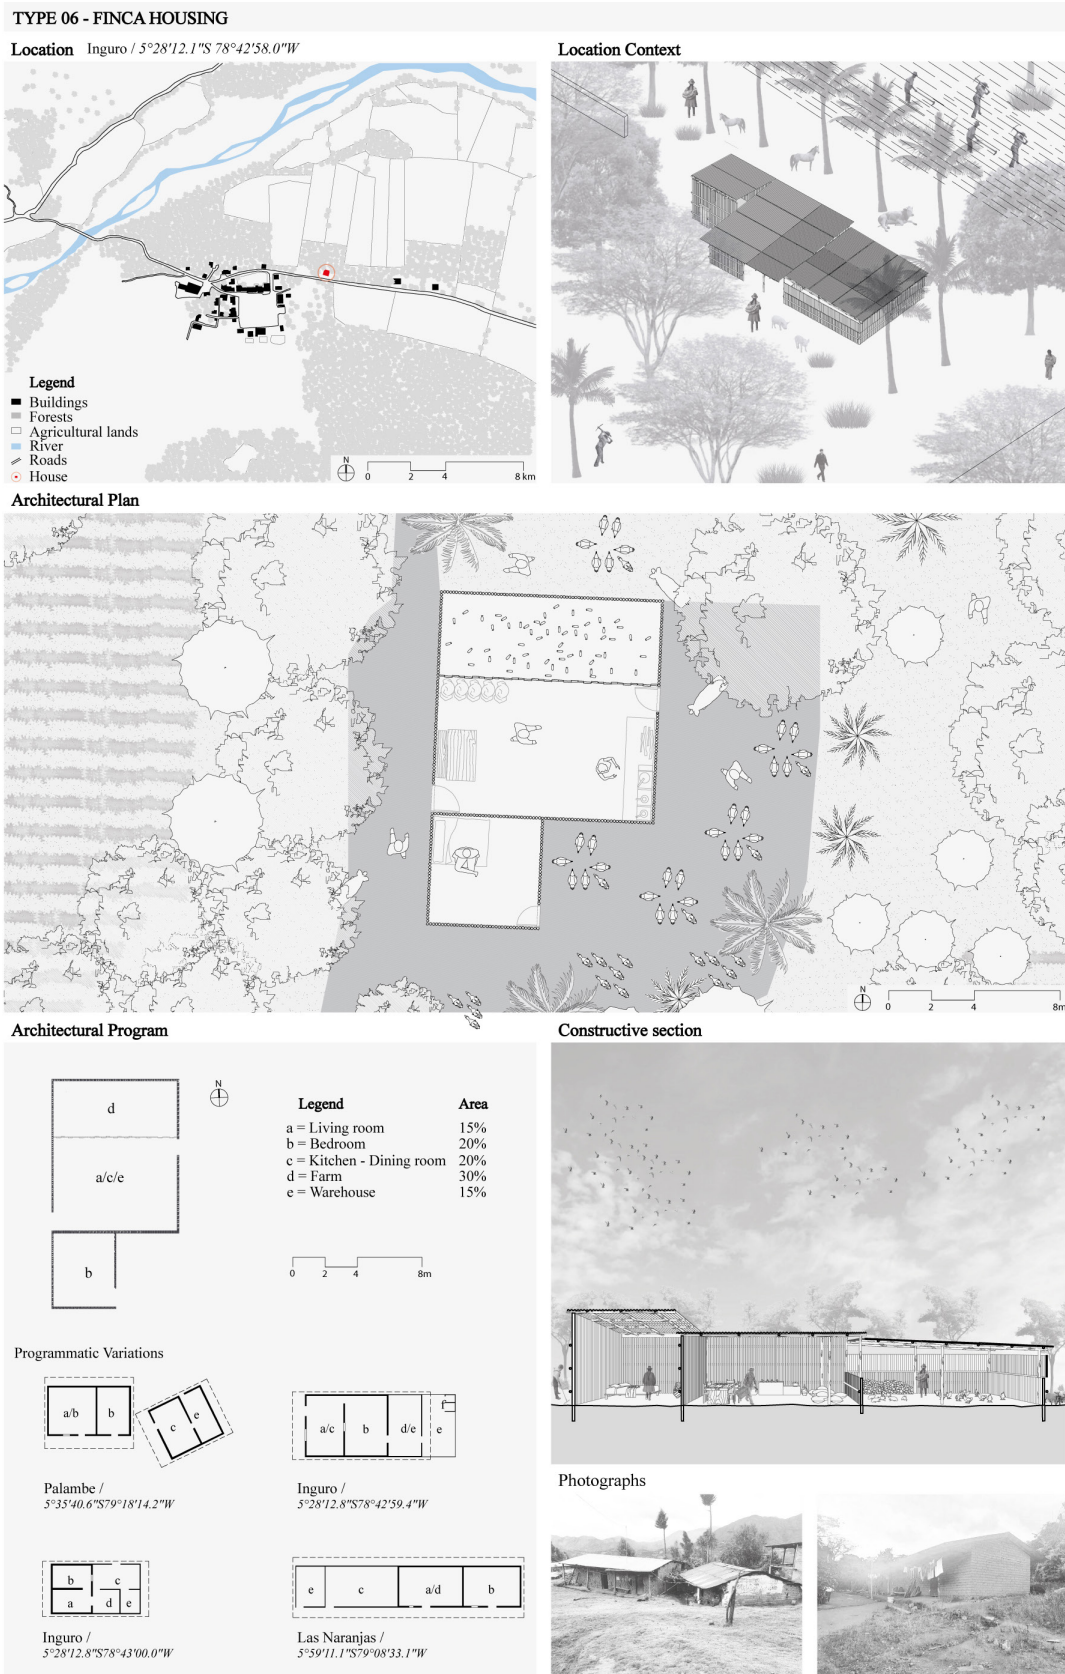 TYPE 06 - FINCA HOUSING
Location Inguro / 5°28'12.1"S 78°42'58.0"W
Legend
Buildings
Forests
Agricultural lands
River
Roads
House
N
0 2 4 8 km
Location Context
Architectural Plan
N
0 2 4 8m
Architectural Program
d
a/c/e
b
N
Legend Area
a = Living room 15%
b = Bedroom 20%
c = Kitchen - Dining room 20%
d = Farm 30%
e = Warehouse 15%
0 2 4 8m
Programmatic Variations
a/b b c e
Palambe /
5°35'40.6"S79°18'14.2"W
a/c b d/e e f
Inguro /
5°28'12.8"S78°42'59.4"W
b c
a d e
Inguro /
5°28'12.8"S78°43'00.0"W
e c a/d b
Las Naranjas /
5°59'11.1"S79°08'33.1"W
Constructive section
Photographs